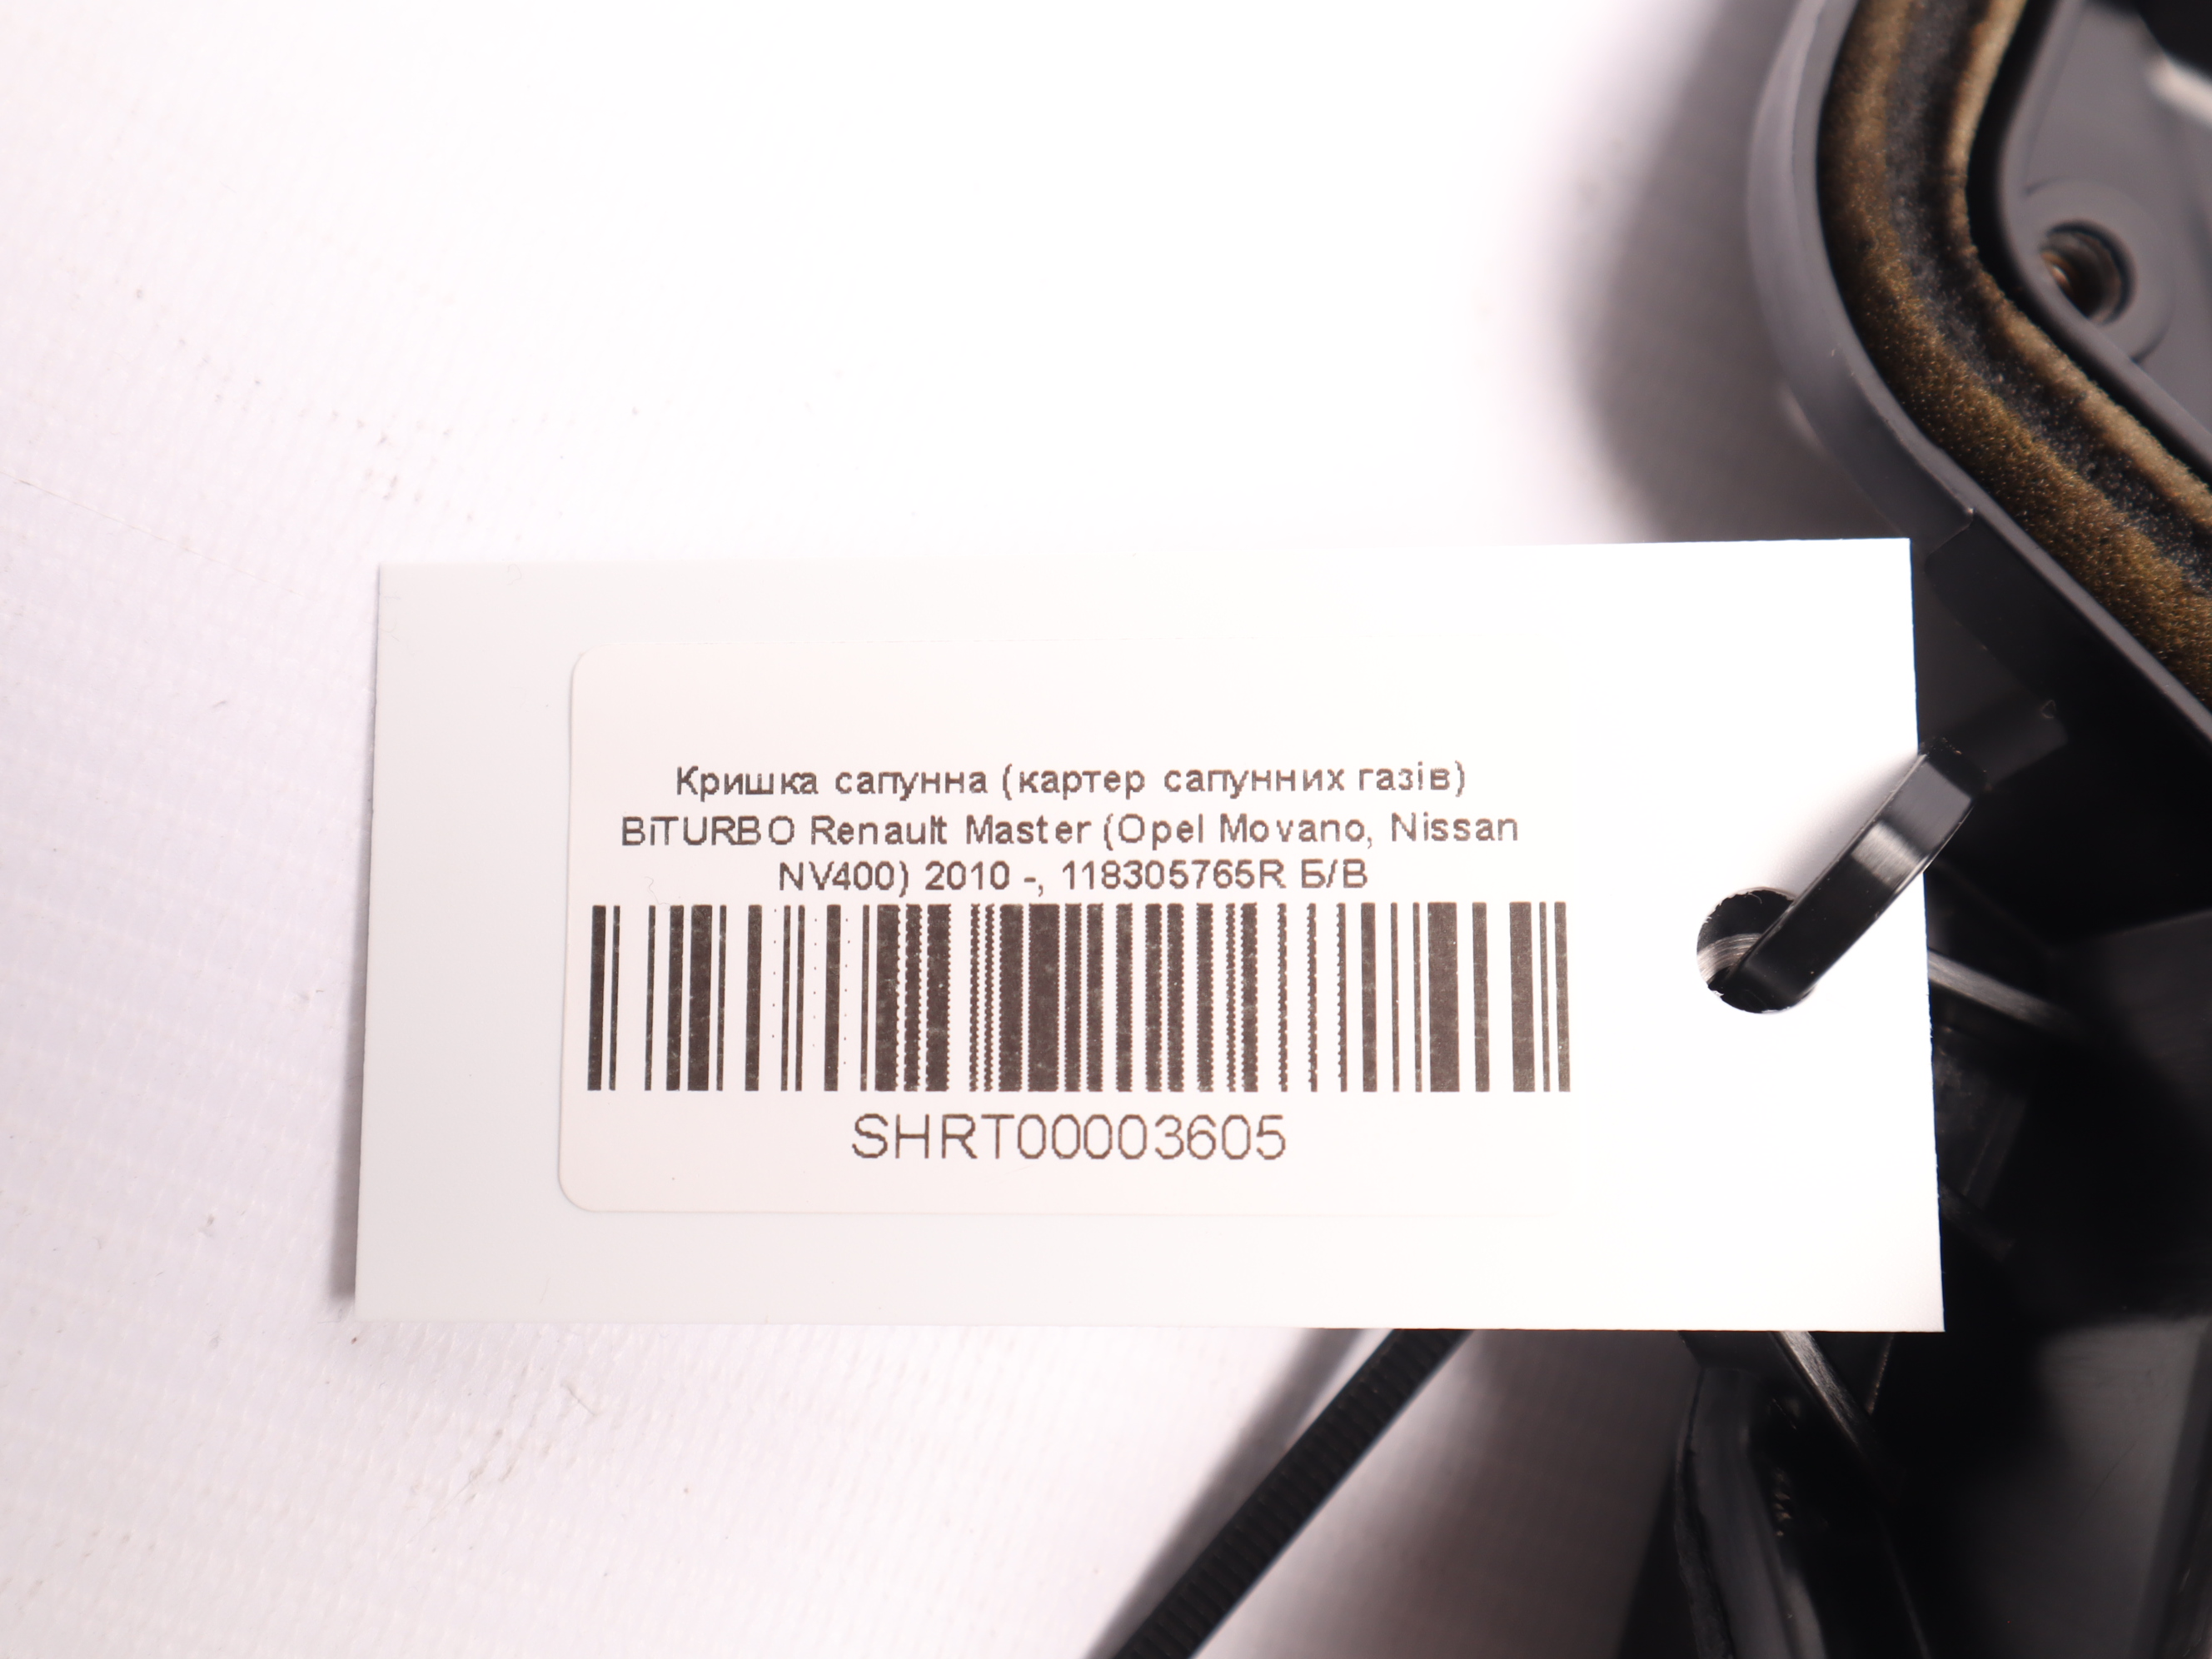 Кришка сапунна (картер сапунних газів)
BiTURBO Renault Master (Opel Movano, Nissan
NV400) 2010 -, 118305765R Б/В
SHRT00003605